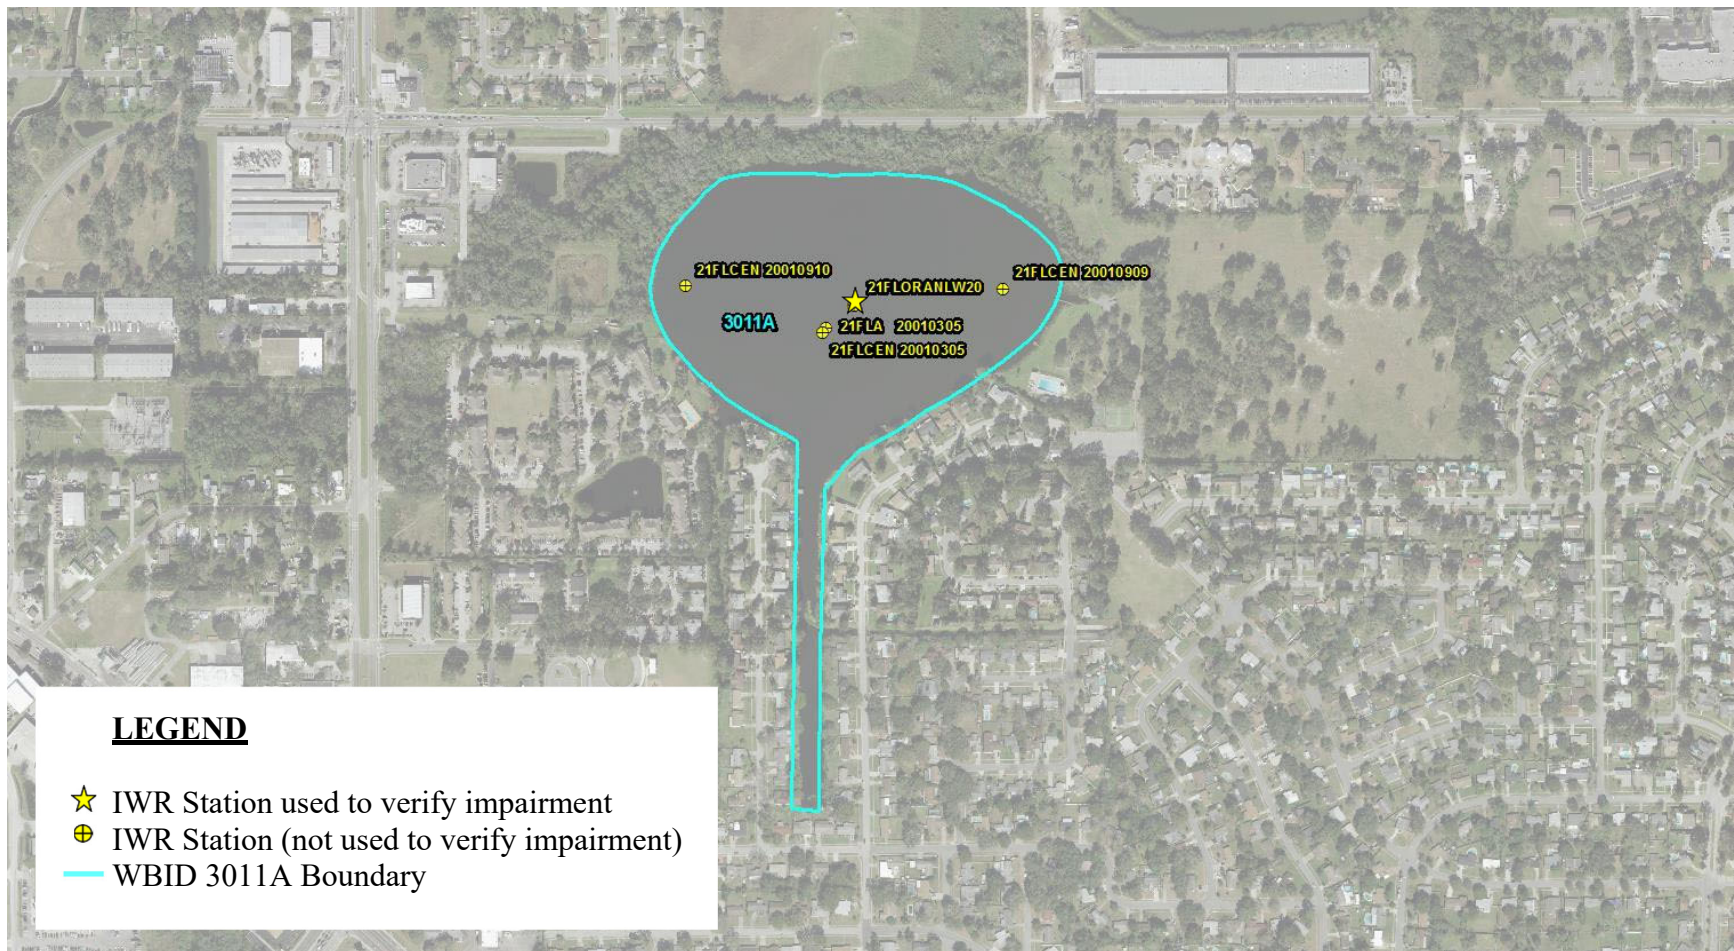 21FLCEN 20010910
21FLCEN 20010909
21FLORANLW20
3011A
21FLA 20010305
21FLCEN 20010305
LEGEND
IWR Station used to verify impairment
IWR Station (not used to verify impairment)
WBID 3011A Boundary